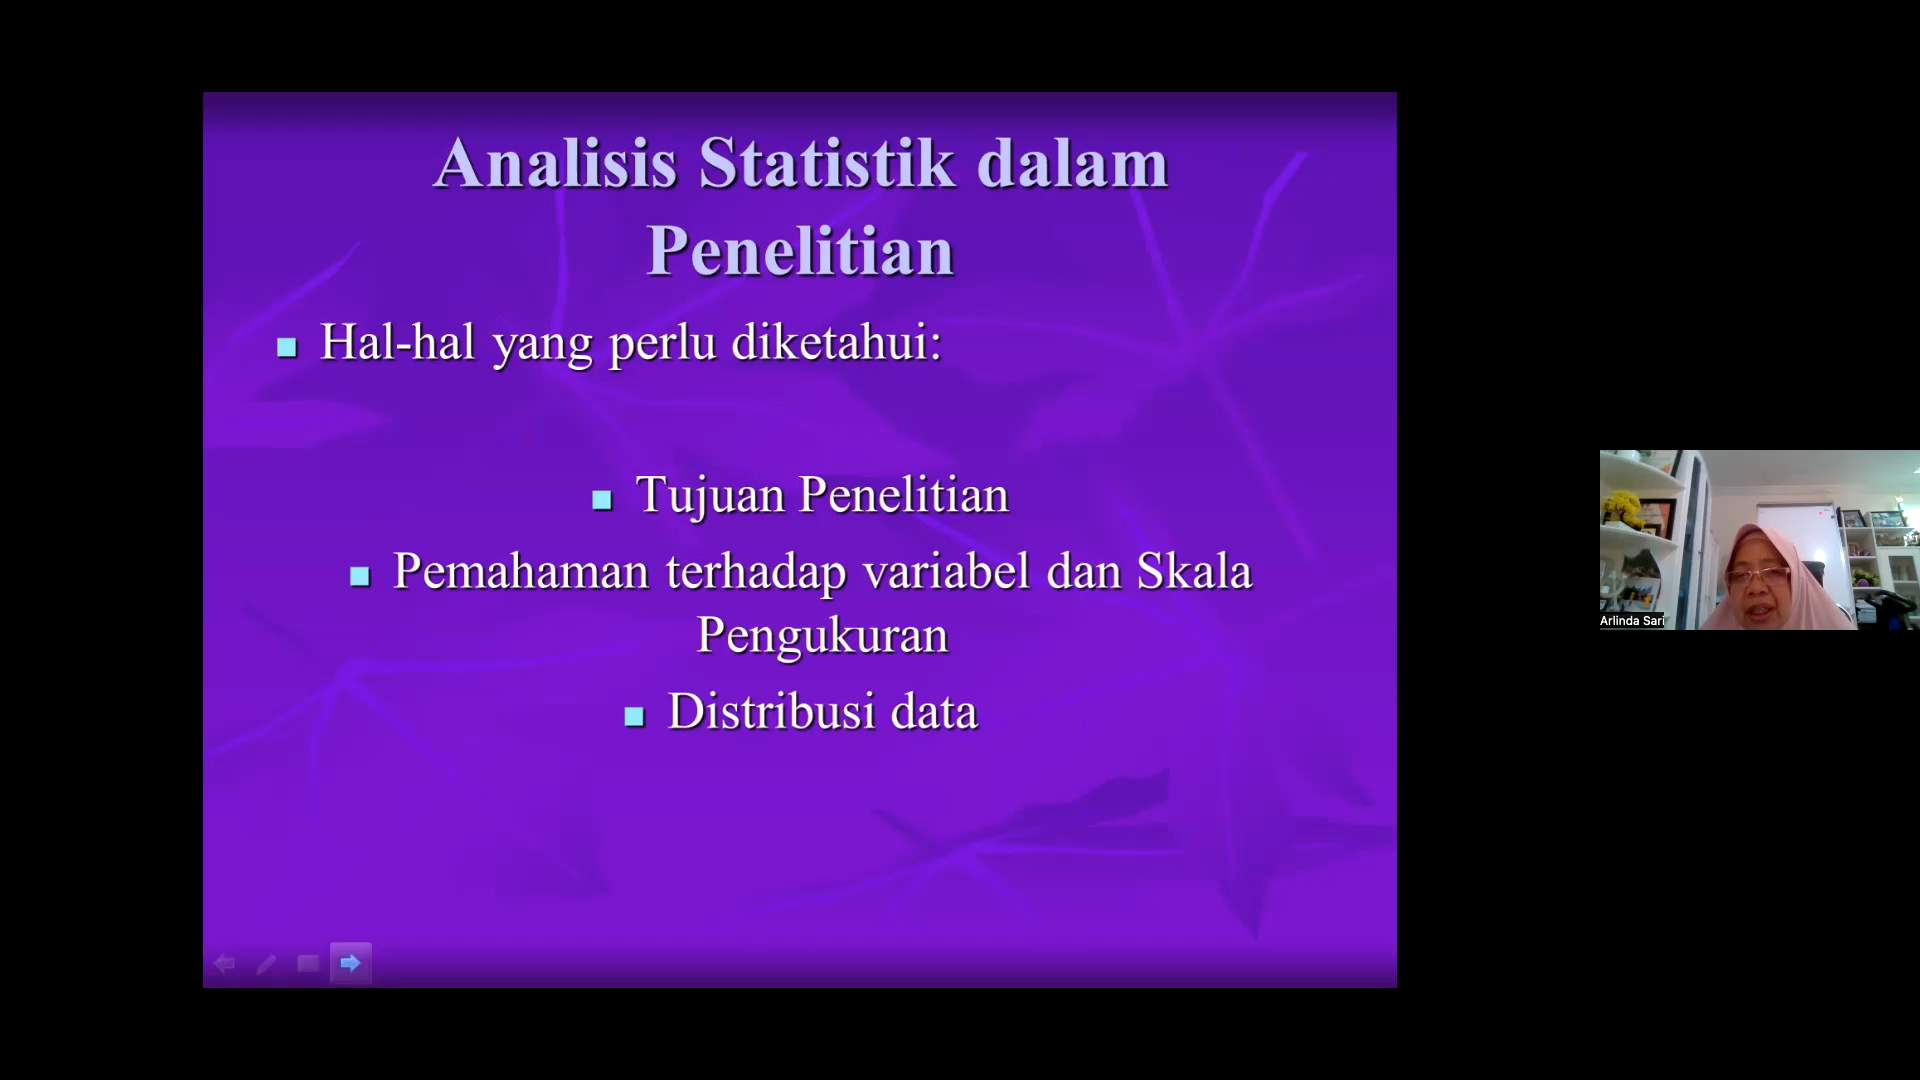 Analisis Statistik dalam
Penelitian
Hal-hal yang perlu diketahui:
Tujuan Penelitian
Pemahaman terhadap variabel dan Skala
Pengukuran
Distribusi data
Arlinda Sari